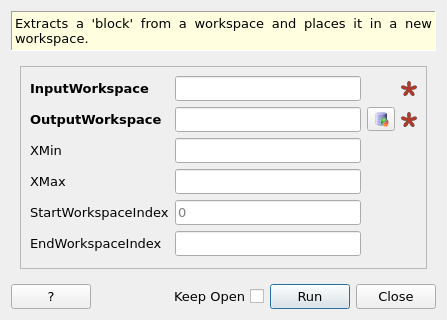 Extracts a 'block' from a workspace and places it in a new
workspace.
InputWorkspace
OutputWorkspace
XMin
XMax
StartWorkspaceIndex 0
EndWorkspaceIndex
? Keep Open Run Close